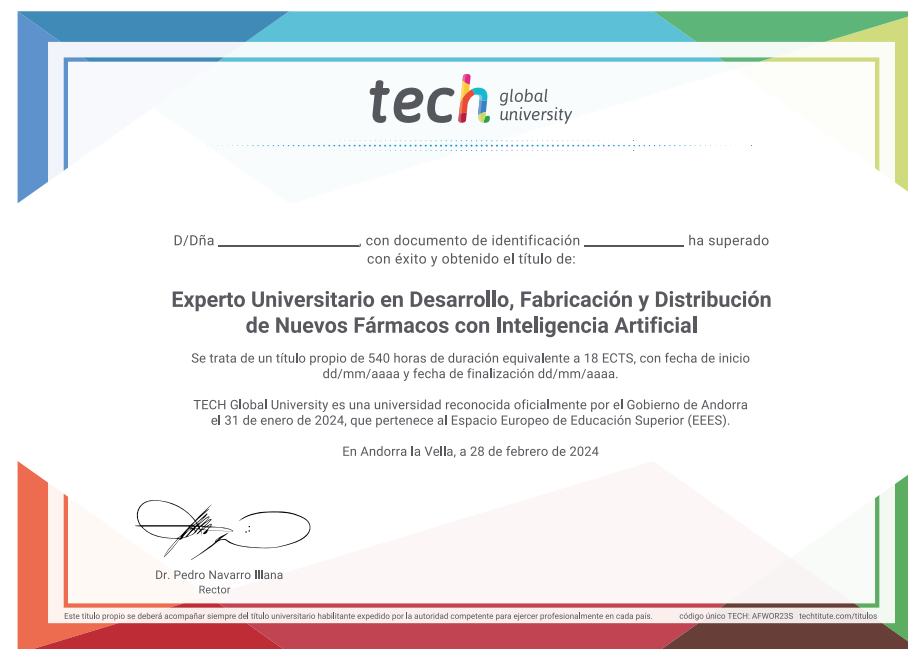 tech global university
D/Dña ____________________, con documento de identificación ______________ ha superado
con éxito y obtenido el título de:
Experto Universitario en Desarrollo, Fabricación y Distribución
de Nuevos Fármacos con Inteligencia Artificial
Se trata de un título propio de 540 horas de duración equivalente a 18 ECTS, con fecha de inicio
dd/mm/aaaa y fecha de finalización dd/mm/aaaa.
TECH Global University es una universidad reconocida oficialmente por el Gobierno de Andorra
el 31 de enero de 2024, que pertenece al Espacio Europeo de Educación Superior (EEES).
En Andorra la Vella, a 28 de febrero de 2024
Dr. Pedro Navarro Illana
Rector
Este título propio se deberá acompañar siempre del título universitario habilitante expedido por la autoridad competente para ejercer profesionalmente en cada país. código único TECH: AFWOR23S techtitute.com/titulos